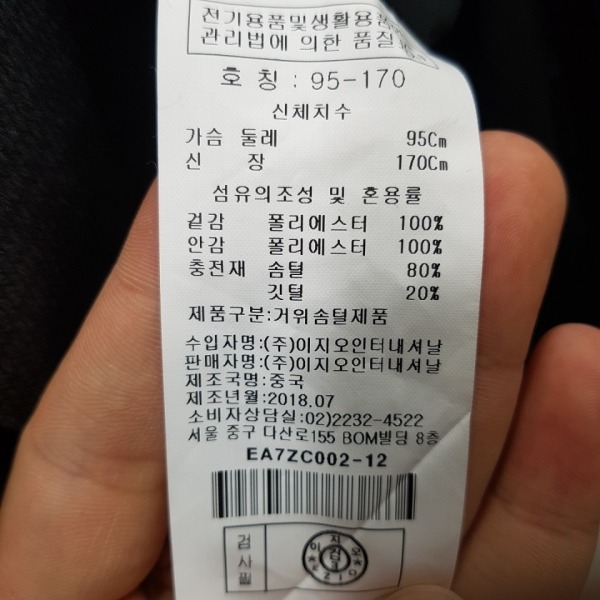 전기용품및생활용품
관리법에 의한 품질
호 칭 : 95-170
신체치수
가슴 둘레 95Cm
신 장 170Cm
섬유의조성 및 혼용률
겉감 폴리에스터 100%
안감 폴리에스터 100%
충전재 솜털 80%
깃털 20%
제품구분:거위솜털제품
수입자명:(주)이지오인터내셔날
판매자명:(주)이지오인터내셔날
제조국명:중국
제조년월:2018.07
소비자상담실:02)2232-4522
서울 중구 다산로155 BOM빌딩 8층
EA7ZC002-12
검사필